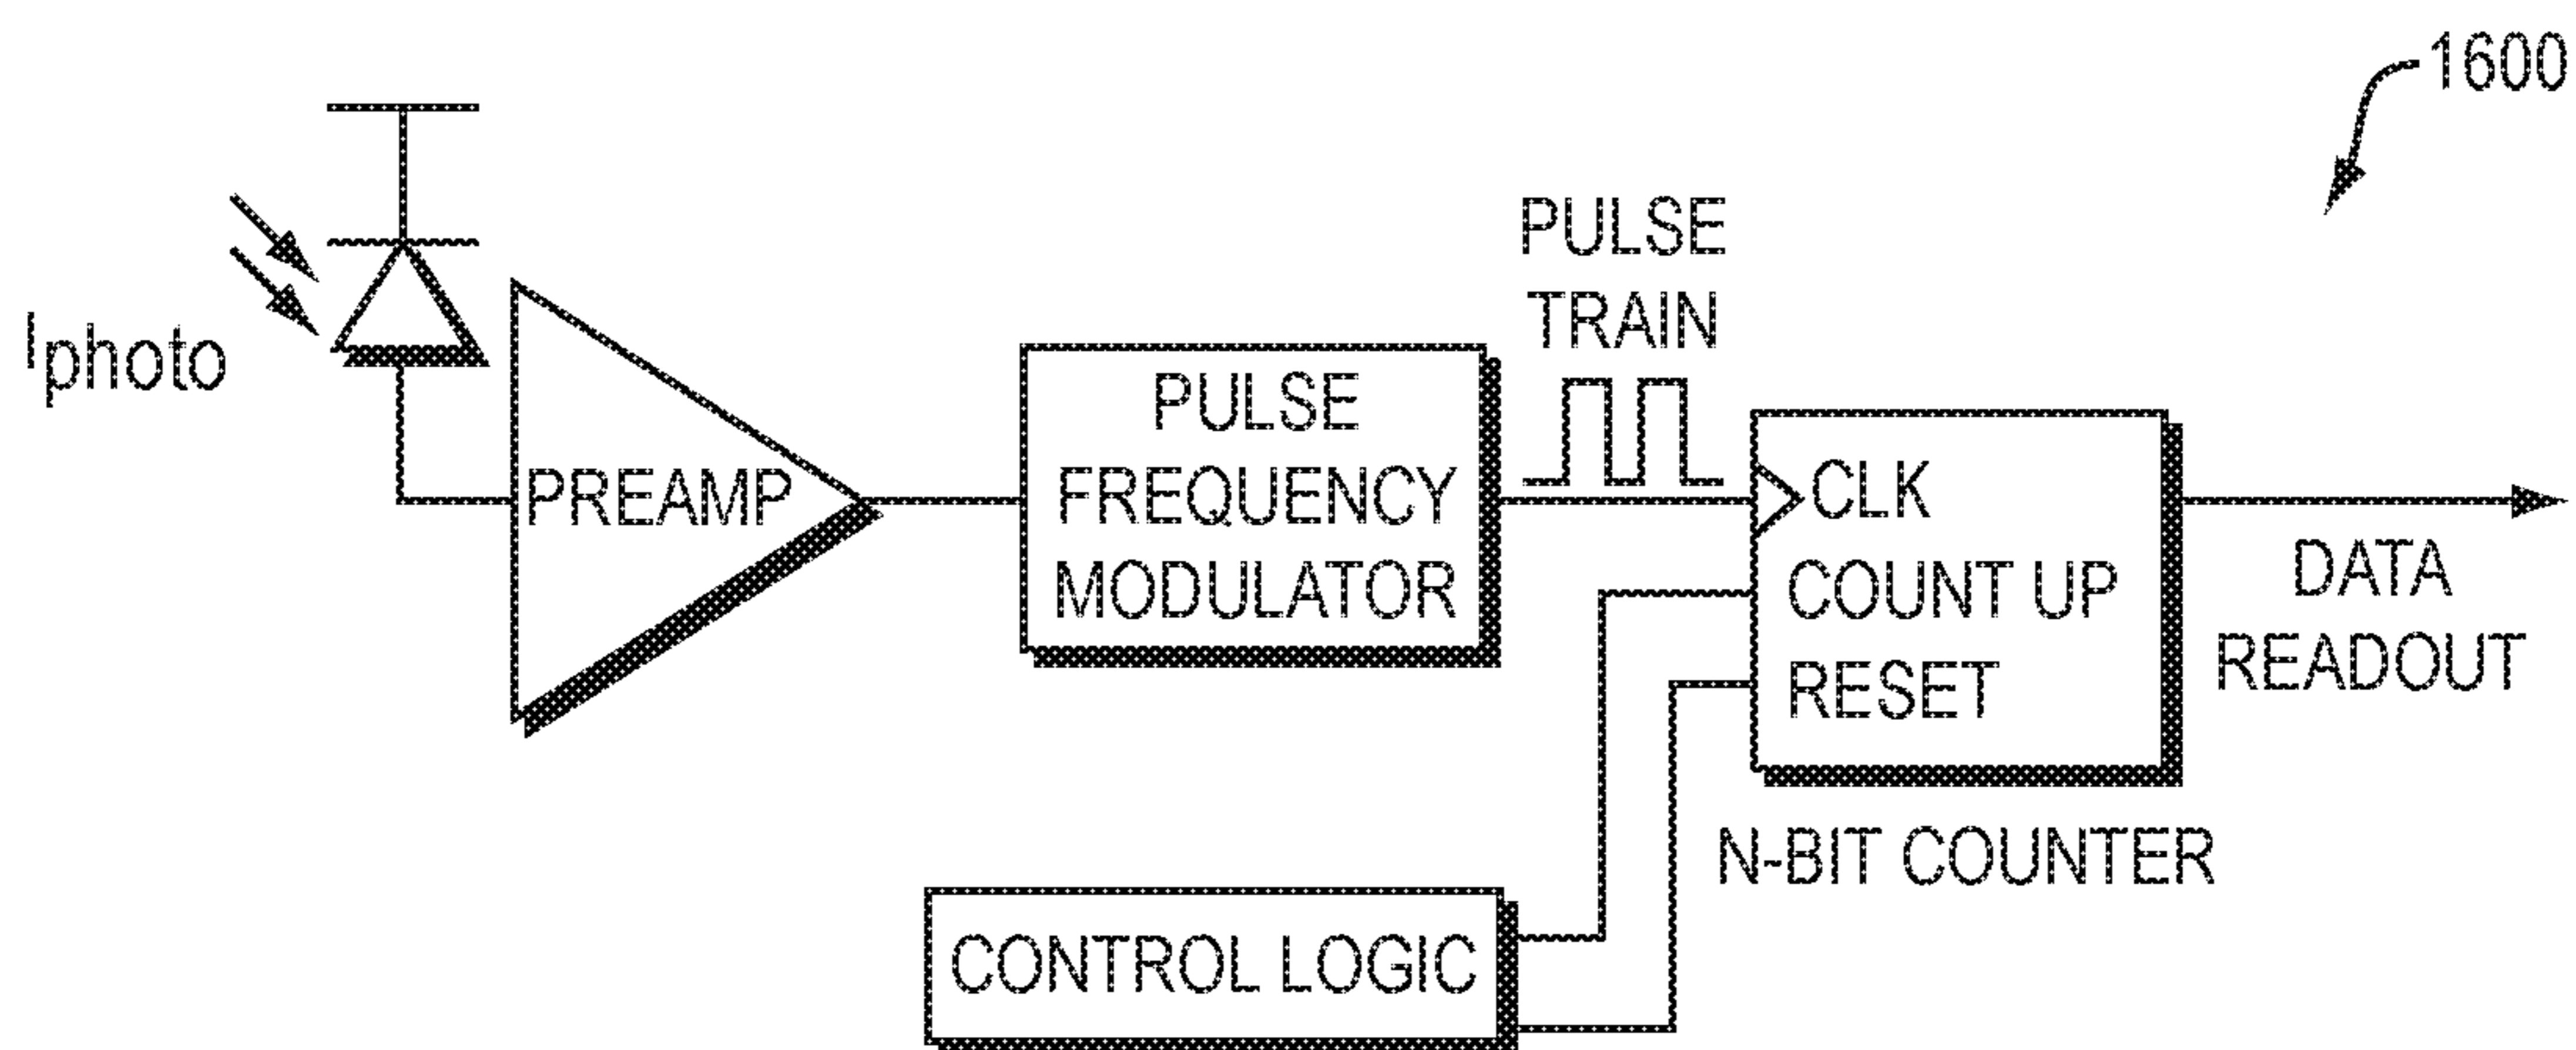 1600
PULSE
TRAIN
Iphoto
PREAMP
PULSE
FREQUENCY
MODULATOR
CLK
COUNT UP
RESET
DATA
READOUT
N-BIT COUNTER
CONTROL LOGIC